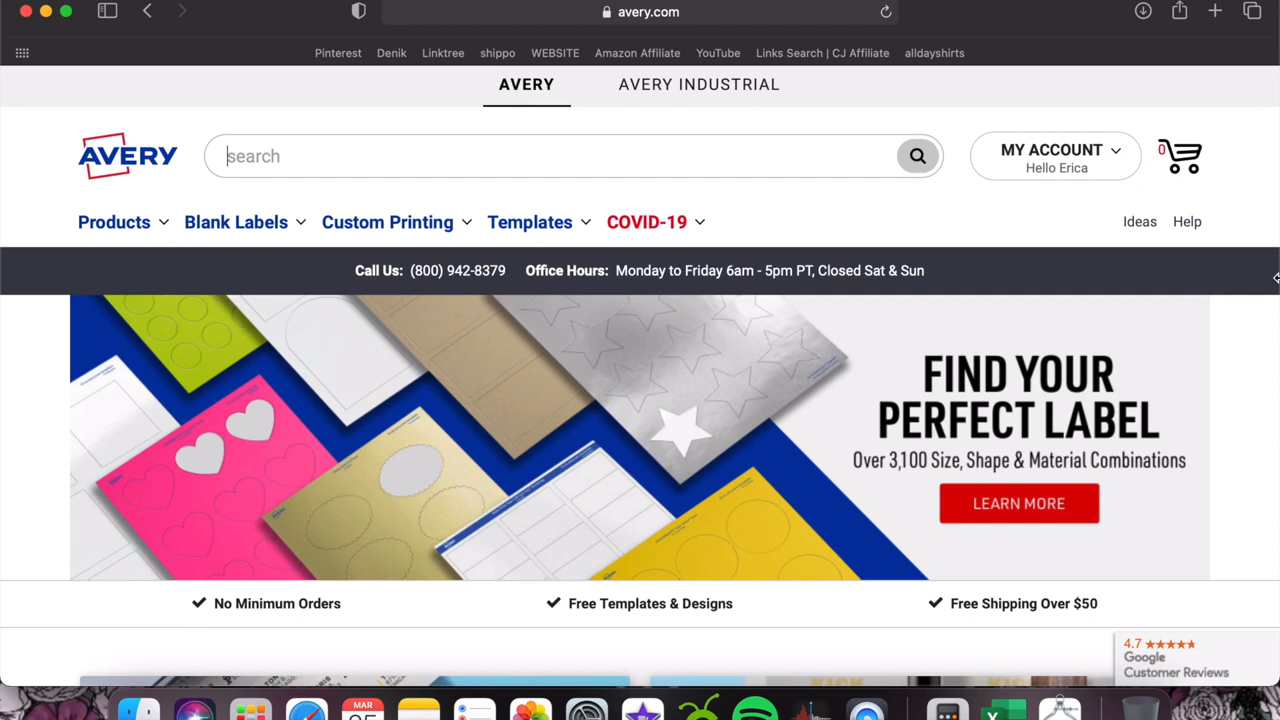 avery.com
Pinterest Denik Linktree shippo WEBSITE Amazon Affiliate YouTube Links Search | CJ Affiliate alldayshirts
AVERY AVERY INDUSTRIAL
AVERY
search
MY ACCOUNT
Hello Erica
0
Products Blank Labels Custom Printing Templates COVID-19
Ideas Help
Call Us: (800) 942-8379 Office Hours: Monday to Friday 6am - 5pm PT, Closed Sat & Sun
FIND YOUR
PERFECT LABEL
Over 3,100 Size, Shape & Material Combinations
LEARN MORE
No Minimum Orders
Free Templates & Designs
Free Shipping Over $50
4.7
Google
Customer Reviews
MAR